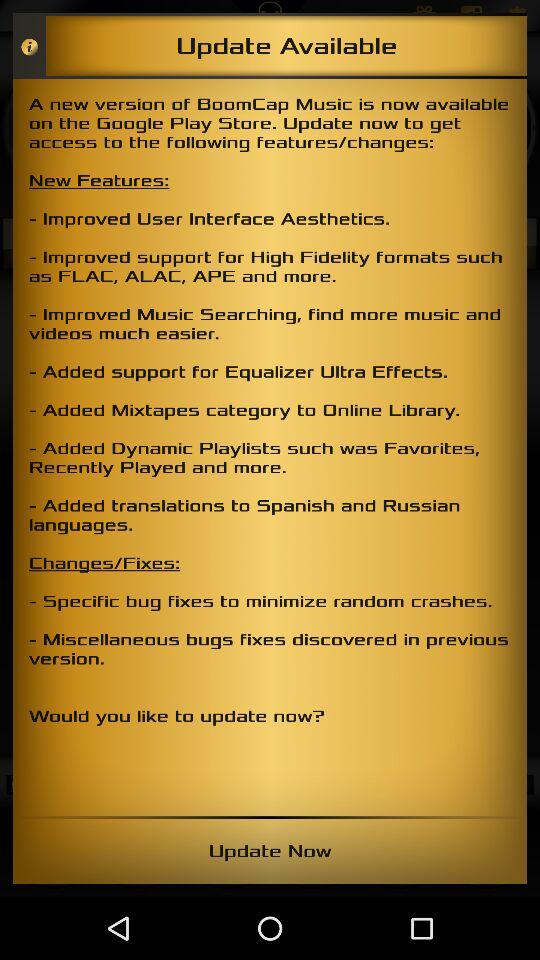 Update Available
A new version of BoomCap Music is now available
on the Google Play Store. Update now to get
access to the following features/changes:
New Features:
- Improved User Interface Aesthetics.
- Improved support for High Fidelity formats such
as FLAC, ALAC, APE and more.
- Improved Music Searching, find more music and
videos much easier.
- Added support for Equalizer Ultra Effects.
- Added Mixtapes category to Online Library.
- Added Dynamic Playlists such was Favorites,
Recently Played and more.
- Added translations to Spanish and Russian
languages.
Changes/Fixes:
- Specific bug fixes to minimize random crashes.
- Miscellaneous bugs fixes discovered in previous
version.
Would you like to update now?
Update Now